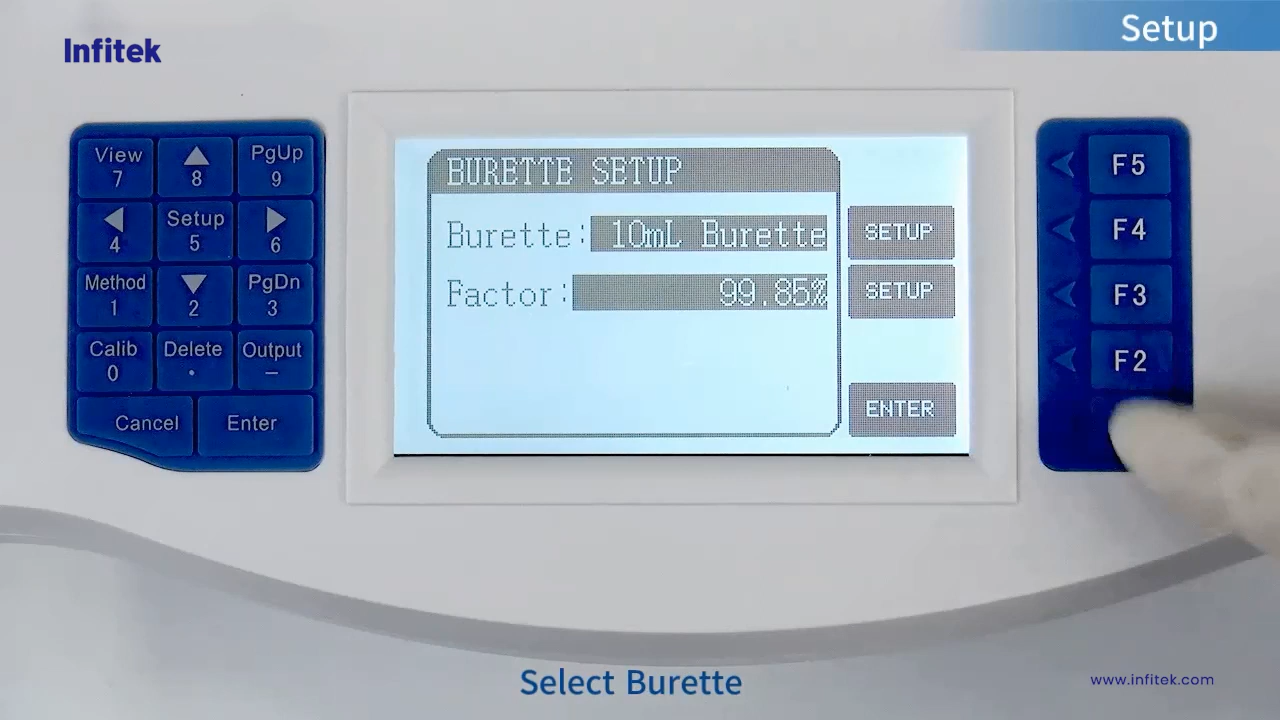 Infitek
Setup
View
7
8
PgUp
9
4
Setup
5
6
Method
1
2
PgDn
3
Calib
0
Delete
.
Output
–
Cancel
Enter
BURETTE SETUP
Burette: 10mL Burette
Factor: 99.85%
SETUP
SETUP
ENTER
F5
F4
F3
F2
Select Burette
www.infitek.com